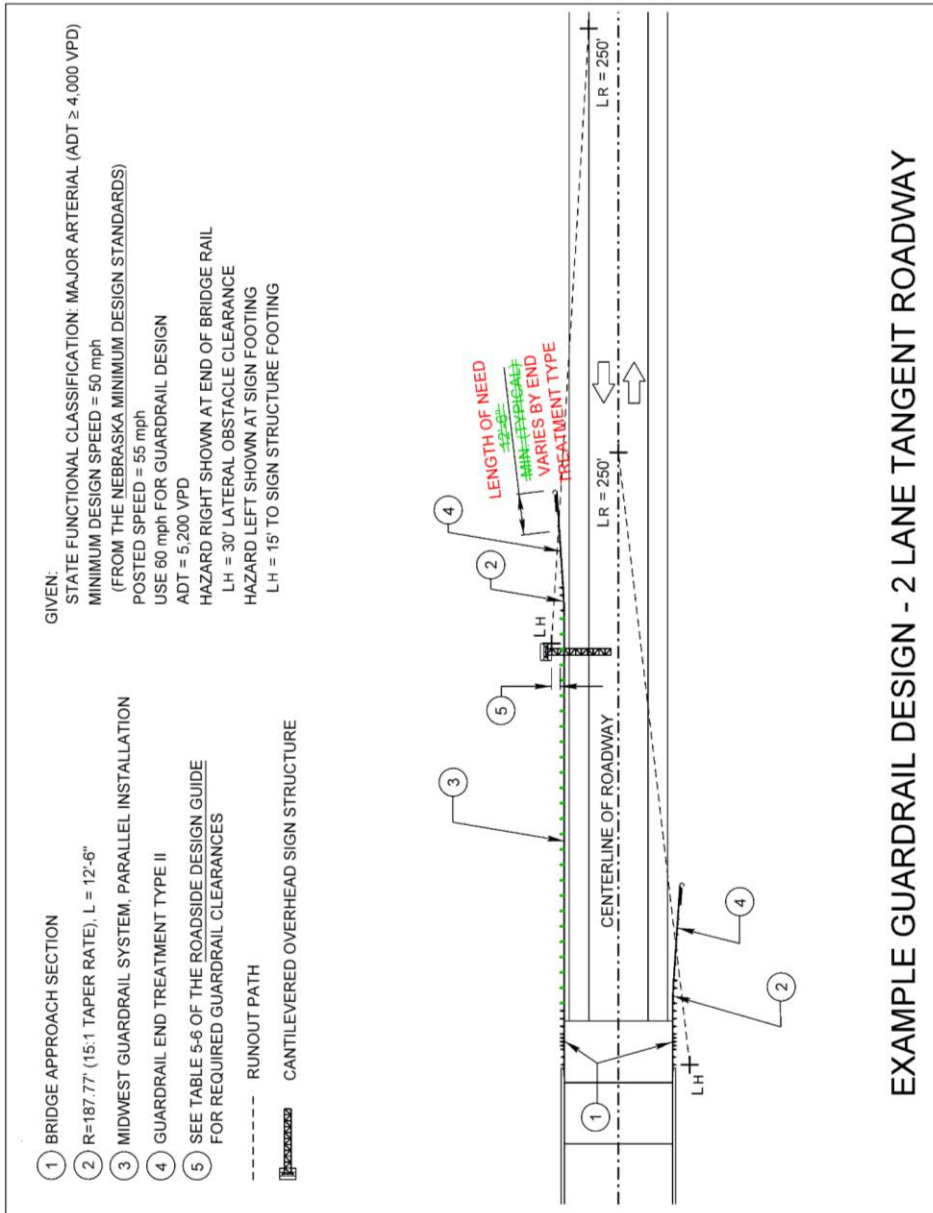 GIVEN:
STATE FUNCTIONAL CLASSIFICATION: MAJOR ARTERIAL (ADT ≥ 4,000 VPD)
MINIMUM DESIGN SPEED = 50 mph
(FROM THE NEBRASKA MINIMUM DESIGN STANDARDS)
POSTED SPEED = 55 mph
USE 60 mph FOR GUARDRAIL DESIGN
ADT = 5,200 VPD
HAZARD RIGHT SHOWN AT END OF BRIDGE RAIL
LH = 30' LATERAL OBSTACLE CLEARANCE
HAZARD LEFT SHOWN AT SIGN FOOTING
LH = 15' TO SIGN STRUCTURE FOOTING
1 BRIDGE APPROACH SECTION
2 R=187.77' (15:1 TAPER RATE), L = 12'-6"
3 MIDWEST GUARDRAIL SYSTEM, PARALLEL INSTALLATION
4 GUARDRAIL END TREATMENT TYPE II
5 SEE TABLE 5-6 OF THE ROADSIDE DESIGN GUIDE
FOR REQUIRED GUARDRAIL CLEARANCES
RUNOUT PATH
CANTILEVERED OVERHEAD SIGN STRUCTURE
LENGTH OF NEED
12'-6"
MIN (TYPICAL)
VARIES BY END
TREATMENT TYPE
3
5
LH
2
4
LR = 250'
CENTERLINE OF ROADWAY
LR = 250'
1
LH
2
4
EXAMPLE GUARDRAIL DESIGN - 2 LANE TANGENT ROADWAY